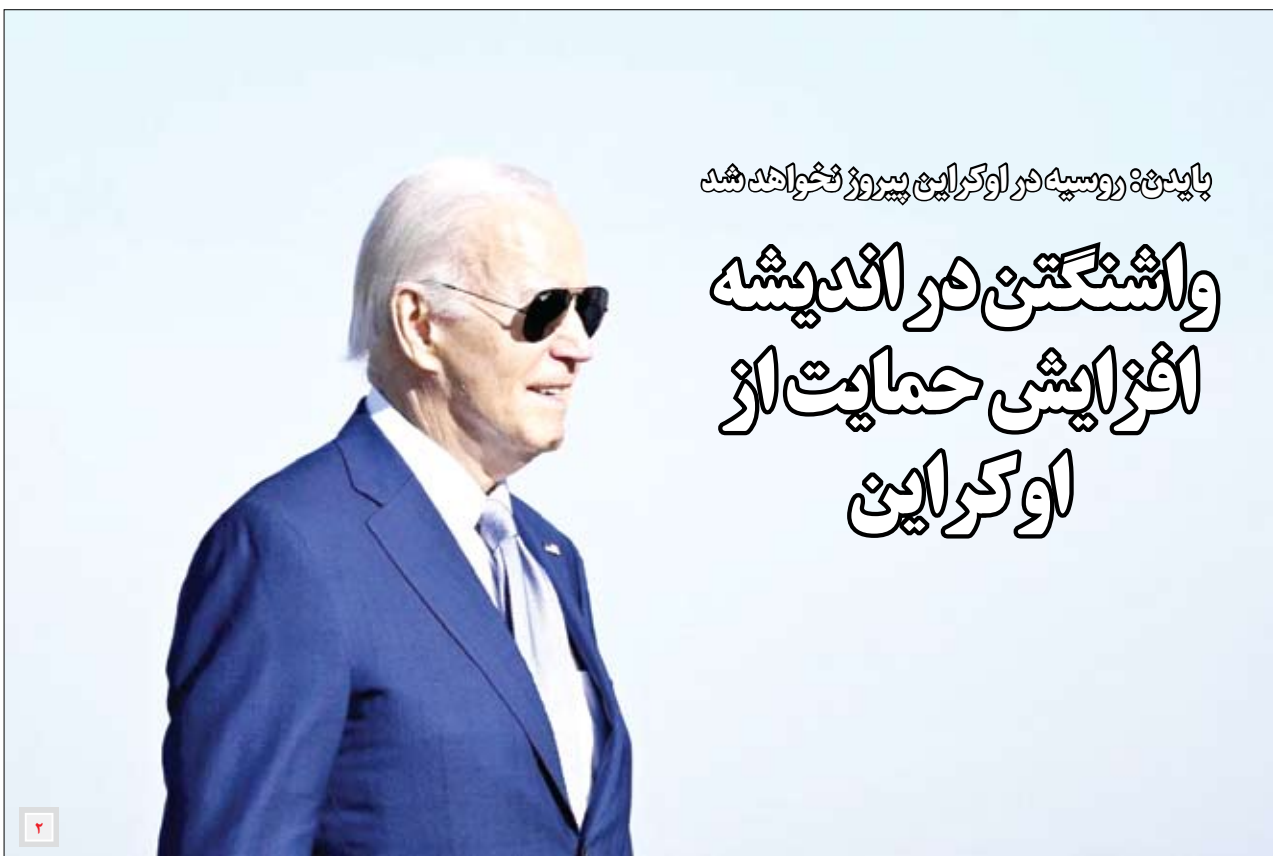 بایدن: روسیه در اوکراین پیروز نخواهد شد
واشنگتن در اندیشه
افزایش حمایت از
اوکراین
۲